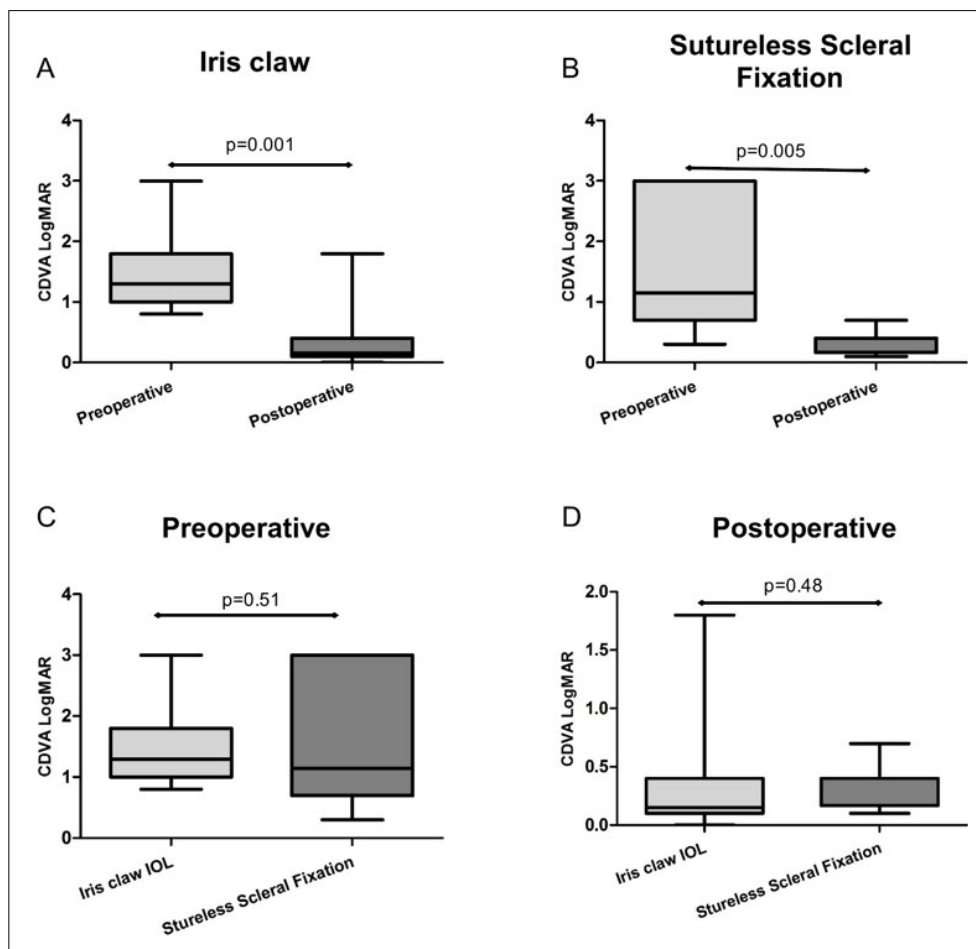 A
Iris claw
CDVA LogMAR
4
3
2
1
0
p=0.001
Preoperative
Postoperative
B
Sutureless Scleral
Fixation
CDVA LogMAR
4
3
2
1
0
p=0.005
Preoperative
Postoperative
C
Preoperative
CDVA LogMAR
4
3
2
1
0
p=0.51
Iris claw IOL
Stureless Scleral Fixation
D
Postoperative
CDVA LogMAR
2.0
1.5
1.0
0.5
0.0
p=0.48
Iris claw IOL
Stureless Scleral Fixation